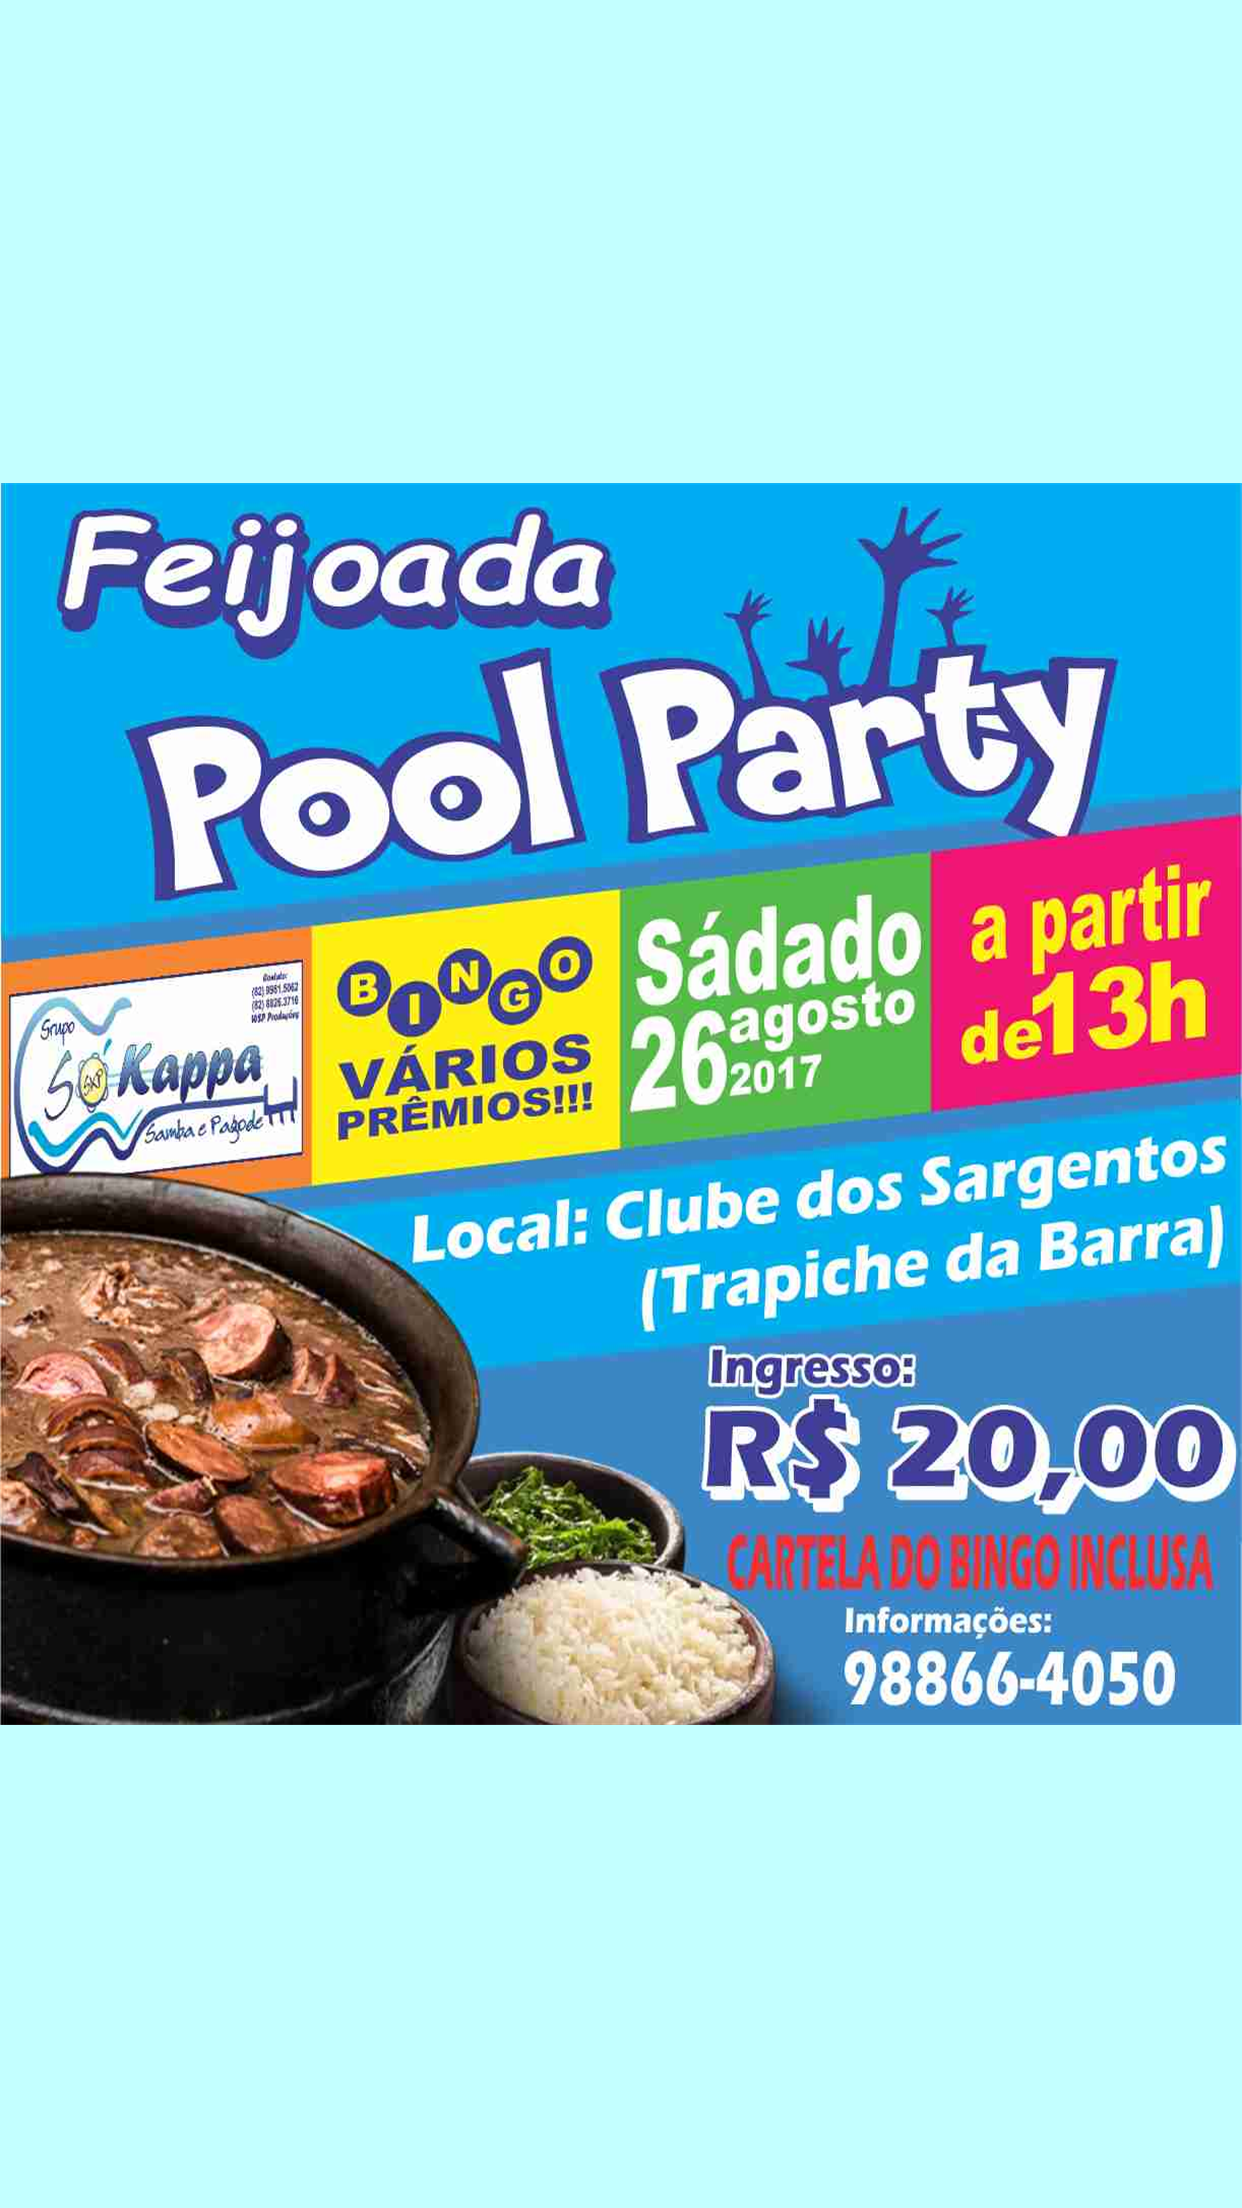 Feijoada
Pool Party
Contato:
(82) 9981.5062
(82) 8826.3716
WSP Produções
Grupo
Só Kappa
SKP
Samba e Pagode
BINGO
VÁRIOS
PRÊMIOS!!!
Sádado
26 agosto
2017
a partir
de 13h
Local: Clube dos Sargentos
(Trapiche da Barra)
Ingresso:
R$ 20,00
CARTELA DO BINGO INCLUSA
Informações:
98866-4050